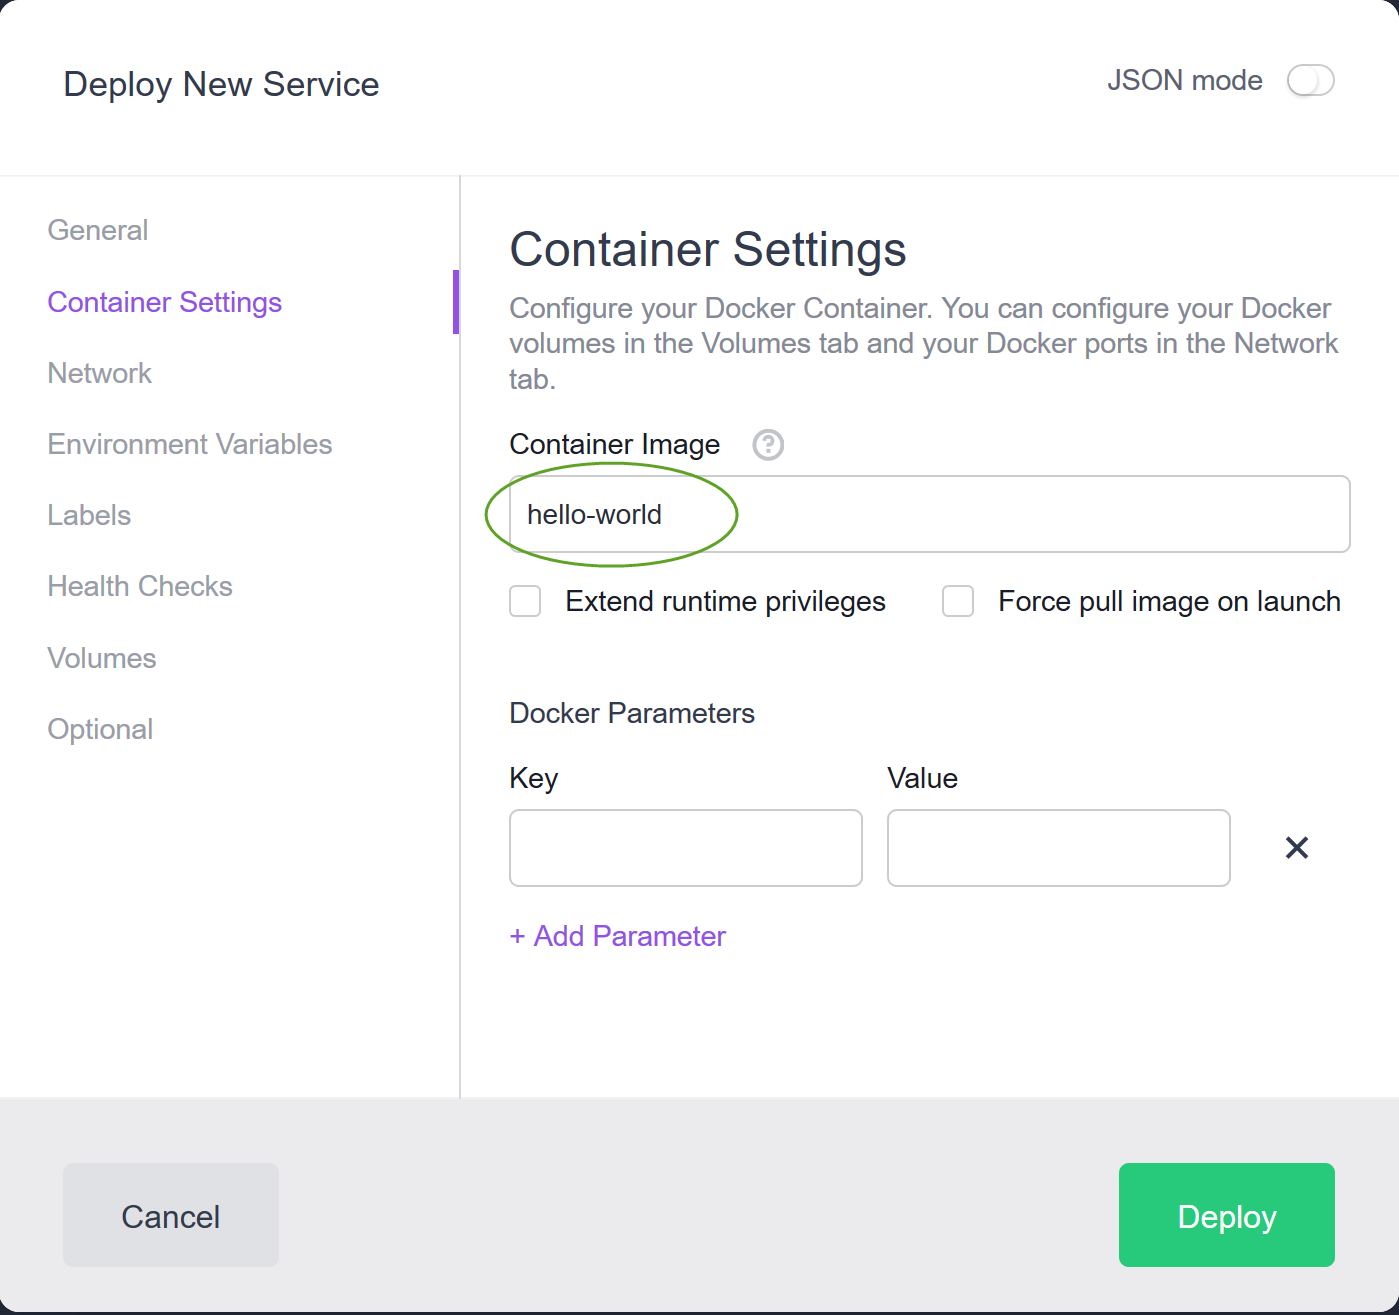 Deploy New Service
JSON mode
General
Container Settings
Network
Environment Variables
Labels
Health Checks
Volumes
Optional
Container Settings
Configure your Docker Container. You can configure your Docker
volumes in the Volumes tab and your Docker ports in the Network
tab.
Container Image ?
hello-world
Extend runtime privileges
Force pull image on launch
Docker Parameters
Key
Value
+ Add Parameter
Cancel
Deploy